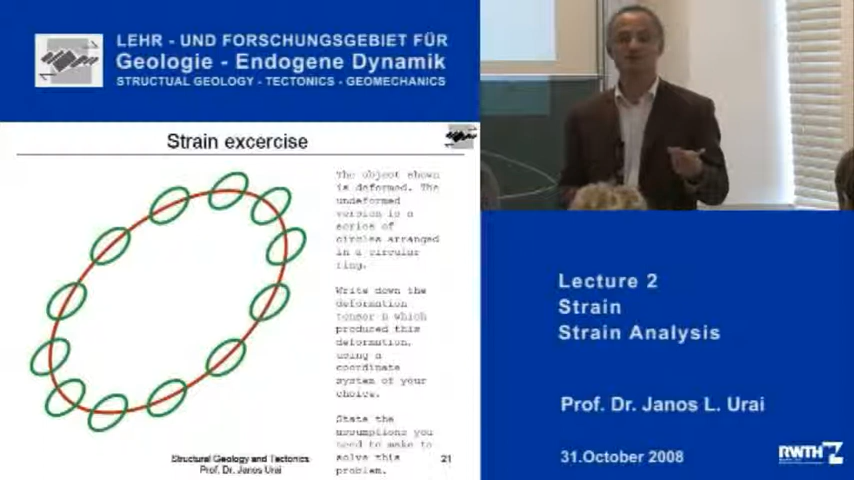 LEHR - UND FORSCHUNGSGEBIET FÜR
Geologie - Endogene Dynamik
STRUCTUAL GEOLOGY - TECTONICS - GEOMECHANICS
Strain excercise
The object shown
is deformed. The
undeformed
version is a
series of
circles arranged
in a circular
ring.
Write down the
deformation
tensor which
produced this
deformation,
using a
coordinate
system of your
choice.
State the
assumptions you
need to make to
solve this
problem.
Structural Geology and Tectonics
Prof. Dr. Janos Urai
21
Lecture 2
Strain
Strain Analysis
Prof. Dr. Janos L. Urai
31.October 2008
RWTH